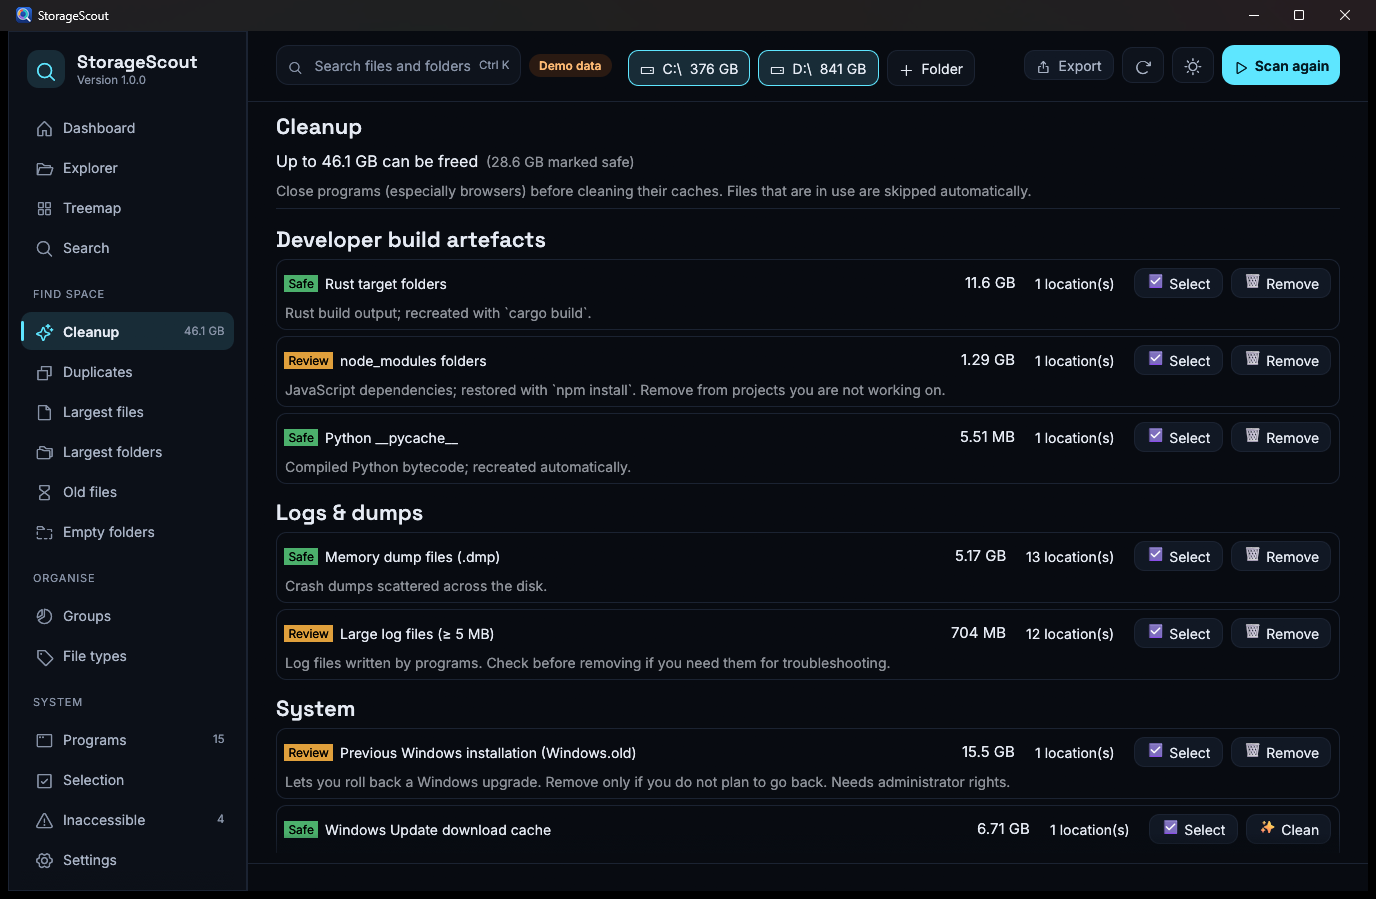 StorageScout
StorageScout
Version 1.0.0
Search files and folders Ctrl K
Demo data
C:\ 376 GB
D:\ 841 GB
Folder
Export
Scan again
Dashboard
Explorer
Treemap
Search
FIND SPACE
Cleanup 46.1 GB
Duplicates
Largest files
Largest folders
Old files
Empty folders
ORGANISE
Groups
File types
SYSTEM
Programs 15
Selection
Inaccessible 4
Settings
Cleanup
Up to 46.1 GB can be freed (28.6 GB marked safe)
Close programs (especially browsers) before cleaning their caches. Files that are in use are skipped automatically.
Developer build artefacts
Safe Rust target folders 11.6 GB 1 location(s) Select Remove
Rust build output; recreated with `cargo build`.
Review node_modules folders 1.29 GB 1 location(s) Select Remove
JavaScript dependencies; restored with `npm install`. Remove from projects you are not working on.
Safe Python __pycache__ 5.51 MB 1 location(s) Select Remove
Compiled Python bytecode; recreated automatically.
Logs & dumps
Safe Memory dump files (.dmp) 5.17 GB 13 location(s) Select Remove
Crash dumps scattered across the disk.
Review Large log files (≥ 5 MB) 704 MB 12 location(s) Select Remove
Log files written by programs. Check before removing if you need them for troubleshooting.
System
Review Previous Windows installation (Windows.old) 15.5 GB 1 location(s) Select Remove
Lets you roll back a Windows upgrade. Remove only if you do not plan to go back. Needs administrator rights.
Safe Windows Update download cache 6.71 GB 1 location(s) Select Clean